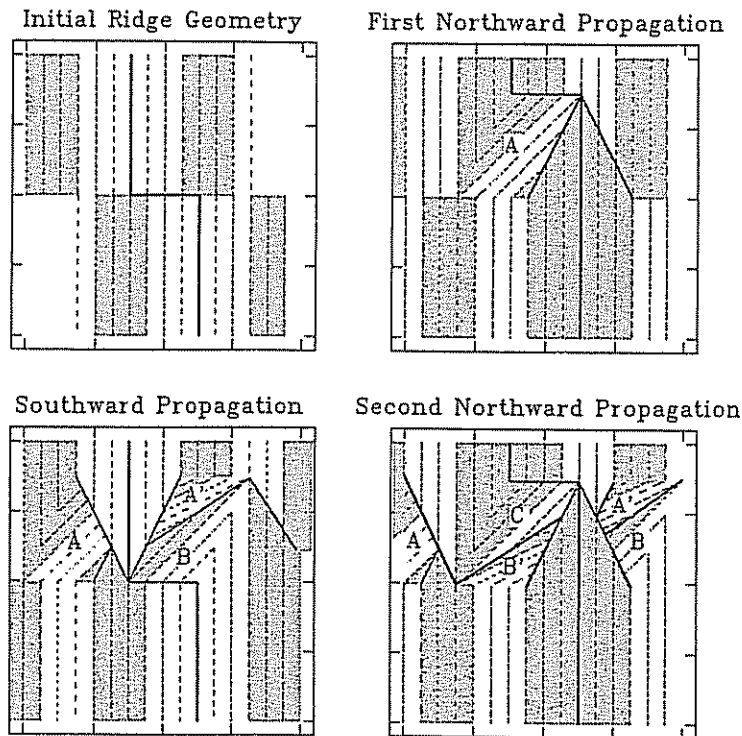 Initial Ridge Geometry
First Northward Propagation
A
Southward Propagation
Second Northward Propagation
A
A'
B
A
C
B'
A'
B